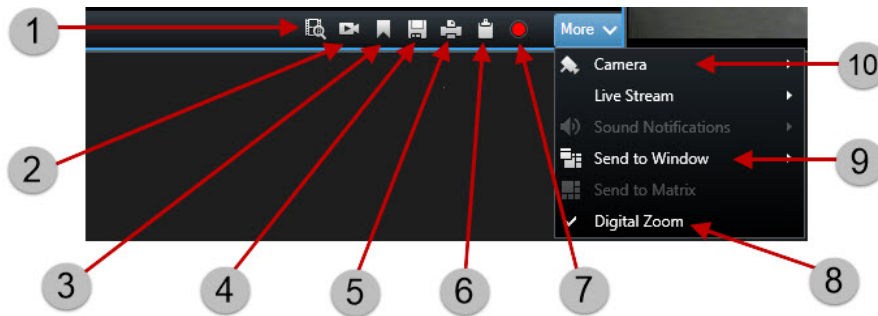 1
More
10
Camera
Live Stream
Sound Notifications
2
Send to Window
9
Send to Matrix
Digital Zoom
3
4
5
6
7
8